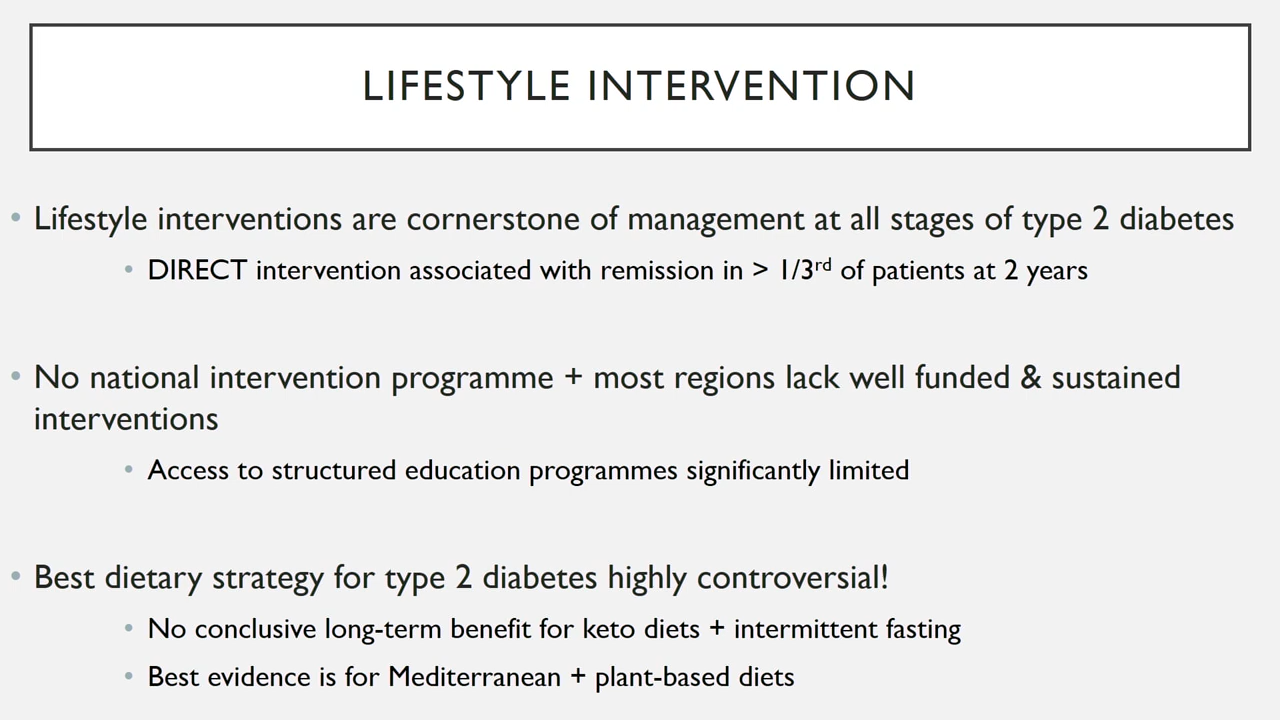 LIFESTYLE INTERVENTION
• Lifestyle interventions are cornerstone of management at all stages of type 2 diabetes
• DIRECT intervention associated with remission in > 1/3rd of patients at 2 years
• No national intervention programme + most regions lack well funded & sustained
interventions
• Access to structured education programmes significantly limited
• Best dietary strategy for type 2 diabetes highly controversial!
• No conclusive long-term benefit for keto diets + intermittent fasting
• Best evidence is for Mediterranean + plant-based diets